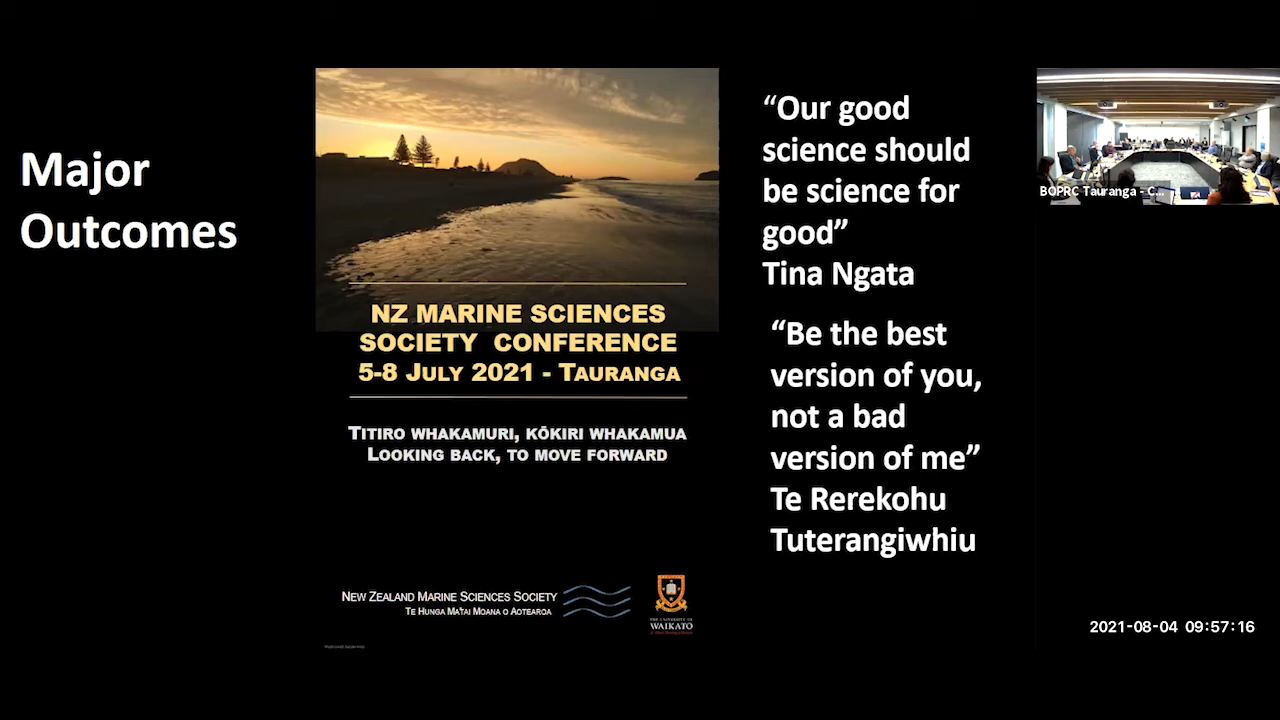 Major
Outcomes
NZ MARINE SCIENCES
SOCIETY CONFERENCE
5-8 JULY 2021 - TAURANGA
TITIRO WHAKAMURI, KŌKIRI WHAKAMUA
LOOKING BACK, TO MOVE FORWARD
NEW ZEALAND MARINE SCIENCES SOCIETY
TE HUNGA MĀTAI MOANA O AOTEAROA
THE UNIVERSITY OF
WAIKATO
“Our good
science should
be science for
good”
Tina Ngata
“Be the best
version of you,
not a bad
version of me”
Te Rerekohu
Tuterangiwhiu
BOPRC Tauranga - C...
2021-08-04 09:57:16